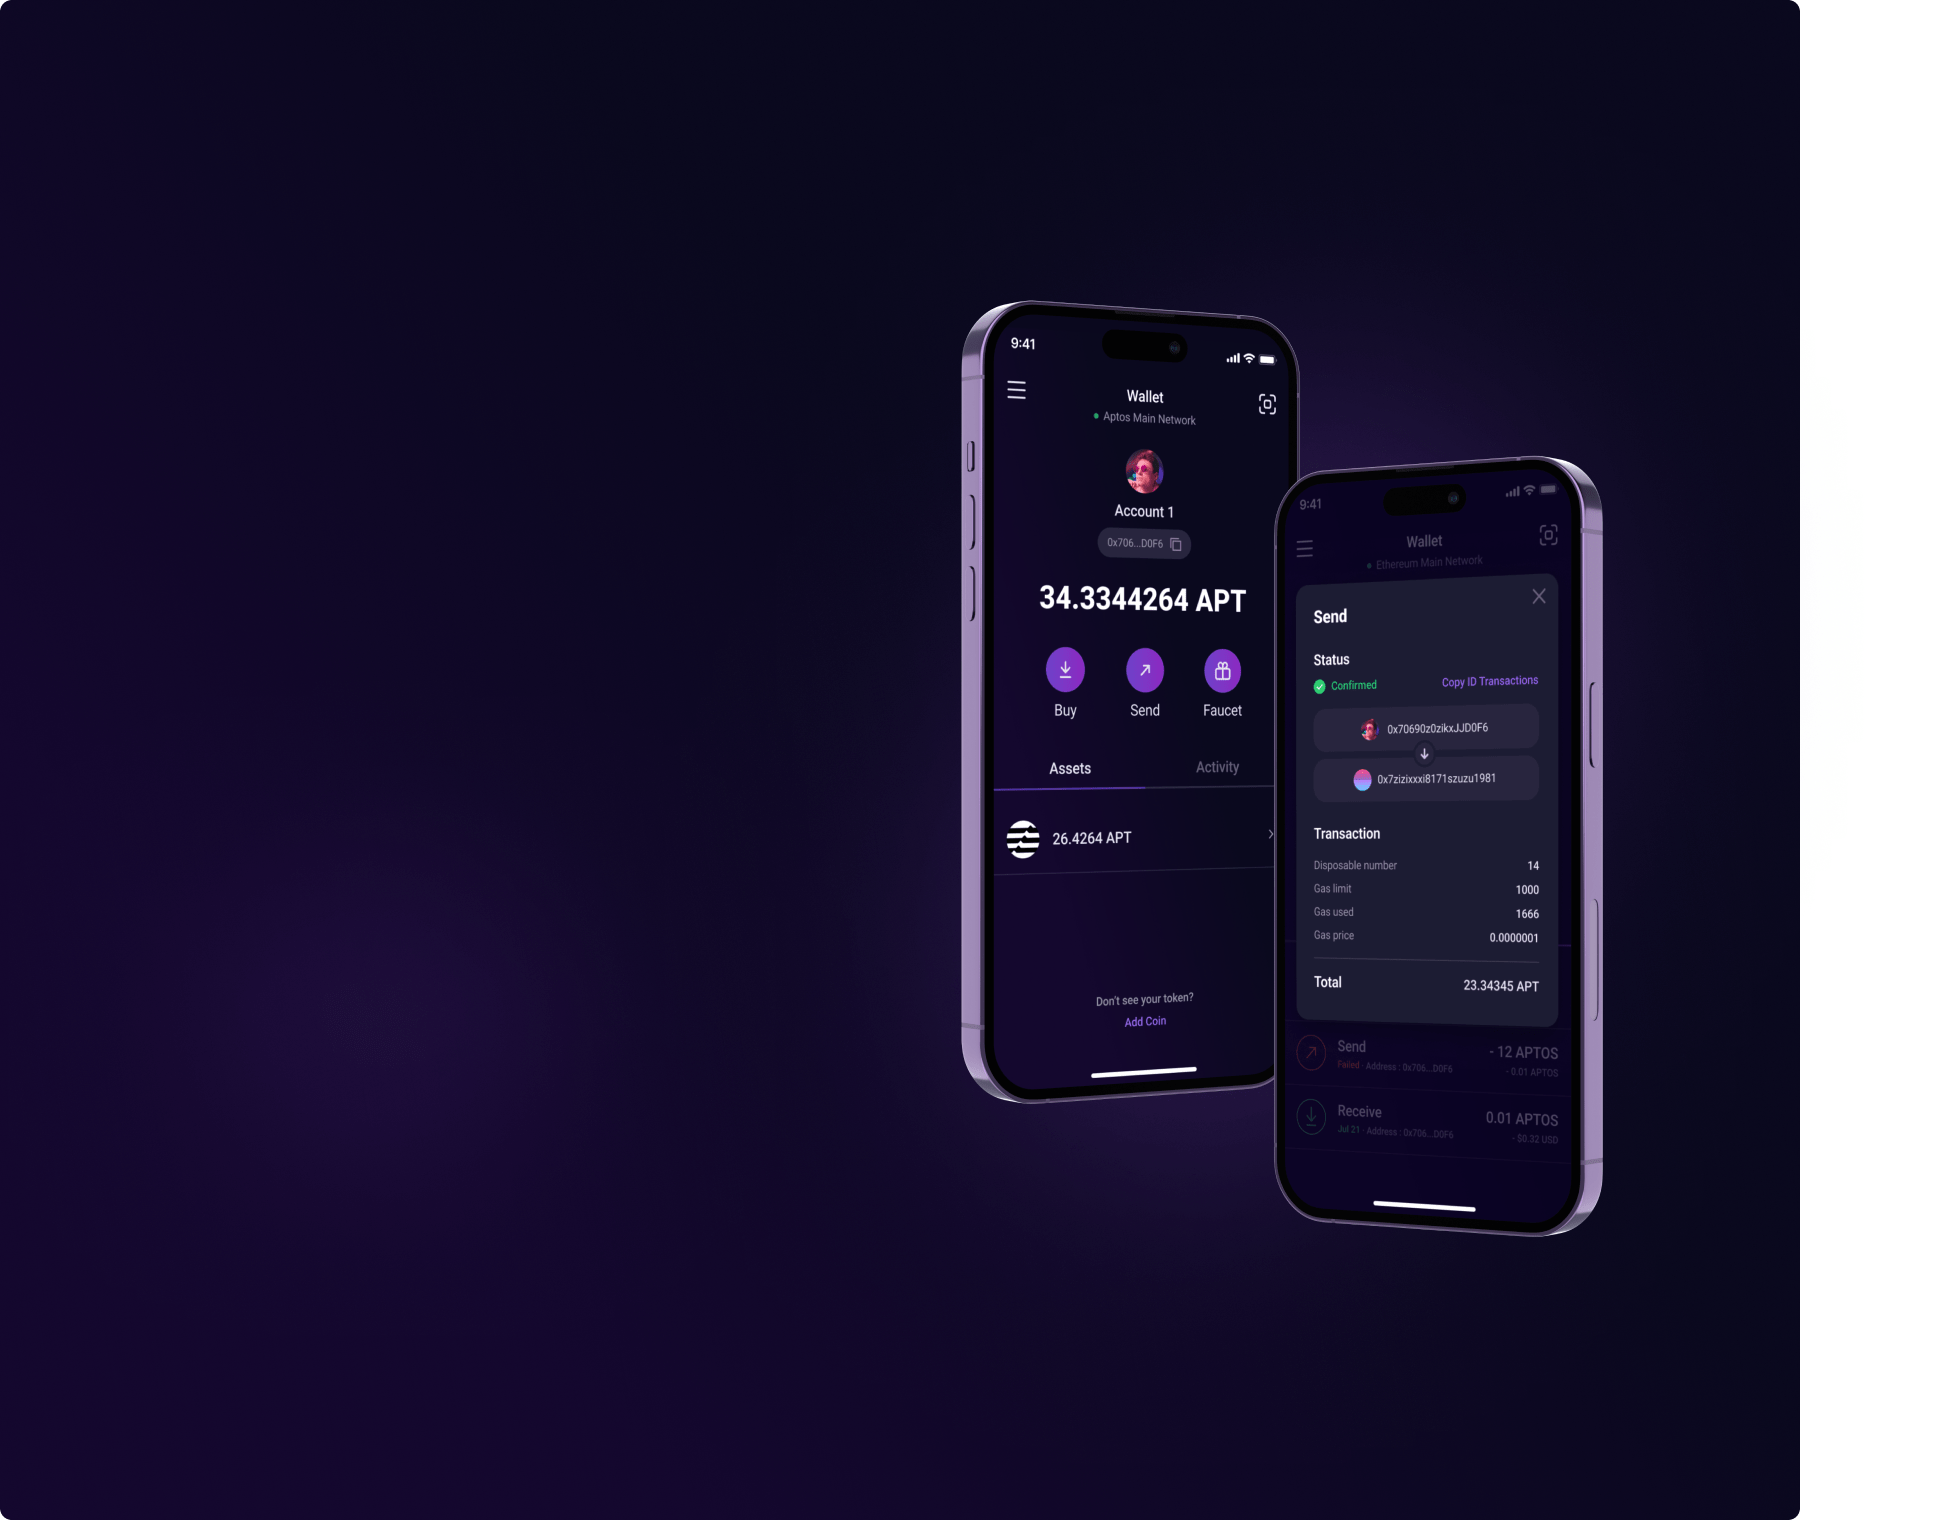 9:41
Wallet
Aptos Main Network
Account 1
0x706...D0F6
34.3344264 APT
Buy
Send
Faucet
Assets
Activity
26.4264 APT
Don't see your token?
Add Coin
9:41
Wallet
Ethereum Main Network
Send
Status
Confirmed
Copy ID Transactions
0x70690z0zikxJJD0F6
0x7zizixxxi8171szuzu1981
Transaction
Disposable number 14
Gas limit 1000
Gas used 1666
Gas price 0.0000001
Total 23.34345 APT
Send - 12 APTOS
Failed · Address : 0x706...D0F6 - 0.01 APTOS
Receive 0.01 APTOS
Jul 21 · Address : 0x706...D0F6 - $0.32 USD